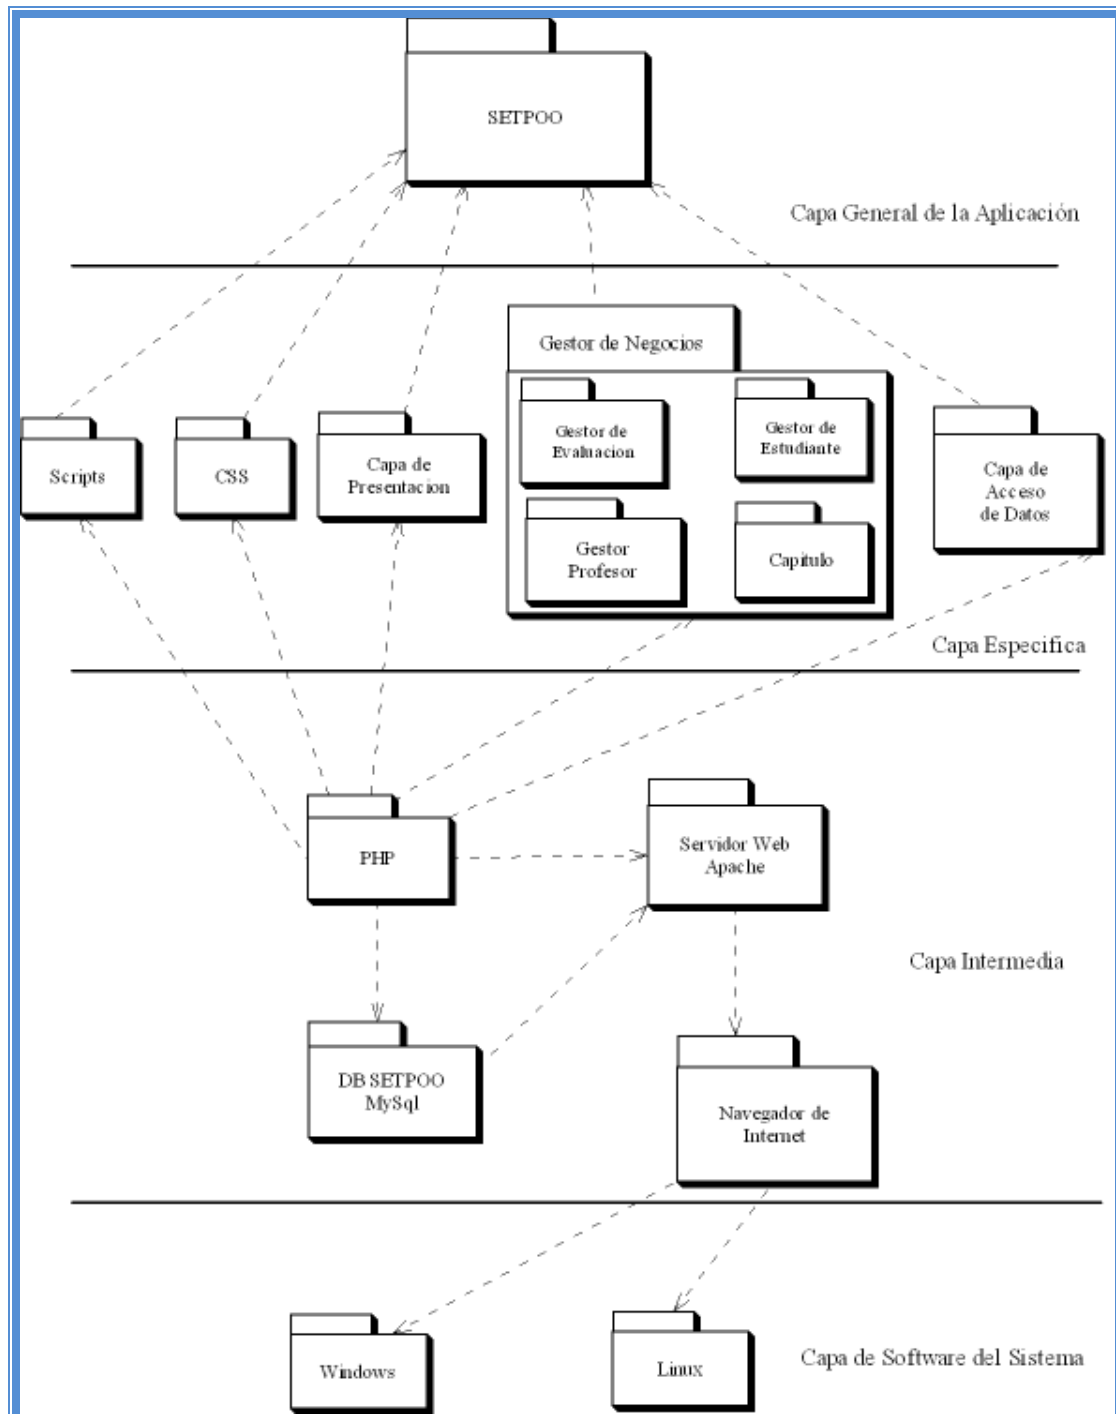 SETPOO
Capa General de la Aplicación
Gestor de Negocios
Gestor de
Evaluacion
Gestor de
Estudiante
Scripts
CSS
Capa de
Presentacion
Capa de
Acceso
de Datos
Gestor
Profesor
Capitulo
Capa Especifica
PHP
Servidor Web
Apache
Capa Intermedia
DB SETPOO
MySql
Navegador de
Internet
Windows
Linux
Capa de Software del Sistema